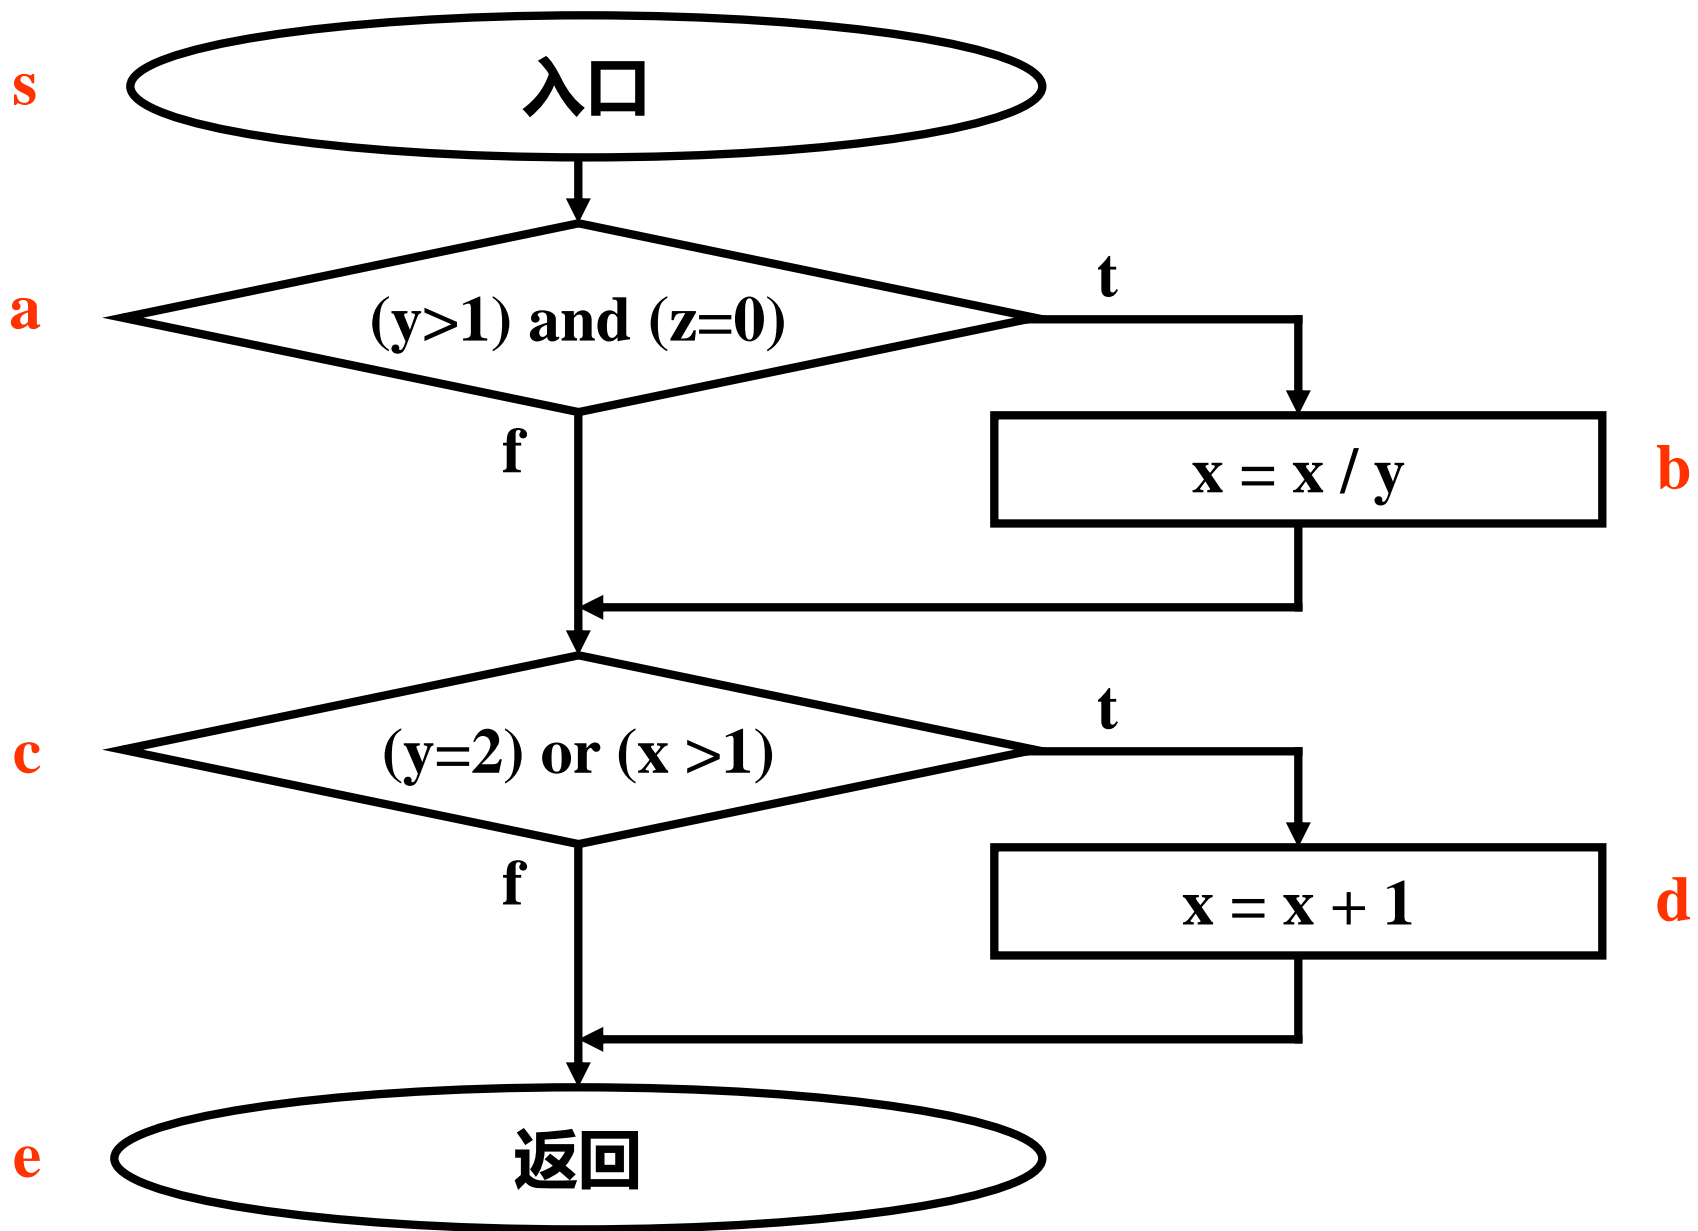 s
入口
a
(y>1) and (z=0)
t
f
x = x / y
b
c
(y=2) or (x >1)
t
f
x = x + 1
d
e
返回